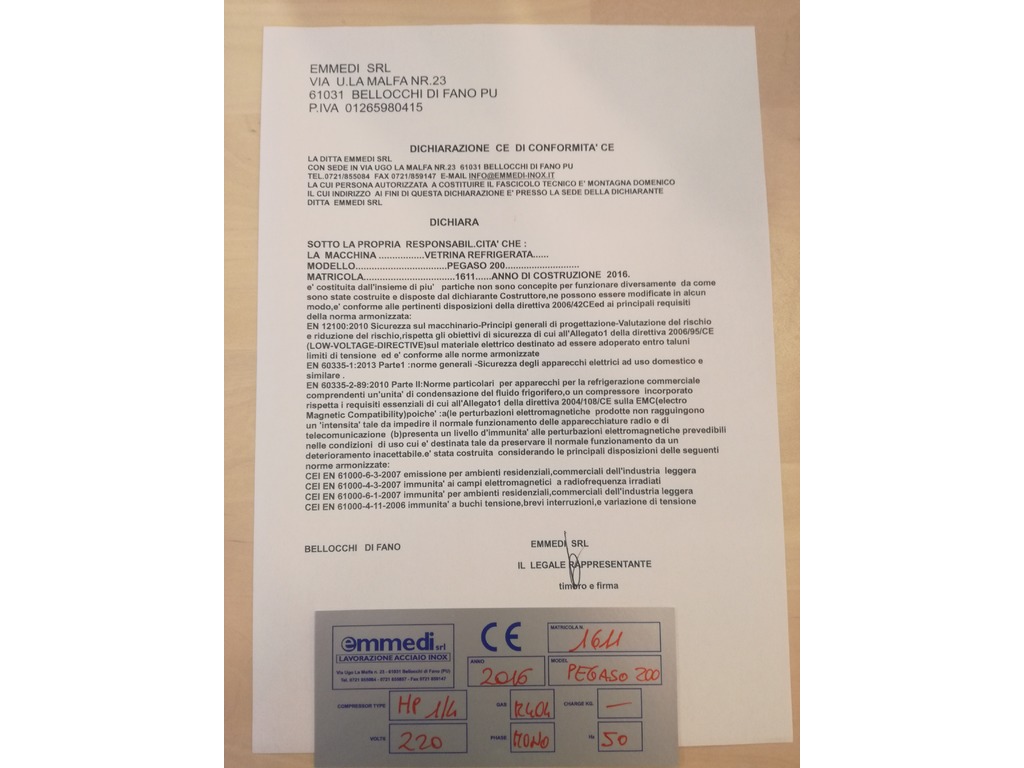 EMMEDI SRL
VIA U.LA MALFA NR.23
61031 BELLOCCHI DI FANO PU
P.IVA 01265980415
DICHIARAZIONE CE DI CONFORMITA' CE
LA DITTA EMMEDI SRL
CON SEDE IN VIA UGO LA MALFA NR.23 61031 BELLOCCHI DI FANO PU
TEL.0721/855084 FAX 0721/859147 E-MAIL INFO@EMMEDI-INOX.IT
LA CUI PERSONA AUTORIZZATA A COSTITUIRE IL FASCICOLO TECNICO E' MONTAGNA DOMENICO
IL CUI INDIRIZZO AI FINI DI QUESTA DICHIARAZIONE E' PRESSO LA SEDE DELLA DICHIARANTE
DITTA EMMEDI SRL
DICHIARA
SOTTO LA PROPRIA RESPONSABIL.CITA' CHE :
LA MACCHINA .................VETRINA REFRIGERATA......
MODELLO..................................PEGASO 200...........................
MATRICOLA..................................1611......ANNO DI COSTRUZIONE 2016.
e' costituita dall'insieme di piu' partiche non sono concepite per funzionare diversamente da come
sono state costruite e disposte dal dichiarante Costruttore,ne possono essere modificate in alcun
modo,e' conforme alle pertinenti disposizioni della direttiva 2006/42CEed ai principali requisiti
della norma armonizzata:
EN 12100:2010 Sicurezza sul macchinario-Principi generali di progettazione-Valutazione del rischio
e riduzione del rischio,rispetta gli obiettivi di sicurezza di cui all'Allegato1 della direttiva 2006/95/CE
(LOW-VOLTAGE-DIRECTIVE)sul materiale elettrico destinato ad essere adoperato entro taluni
limiti di tensione ed e' conforme alle norme armonizzate
EN 60335-1:2013 Parte1 :norme generali -Sicurezza degli apparecchi elettrici ad uso domestico e
similare .
EN 60335-2-89:2010 Parte II:Norme particolari per apparecchi per la refrigerazione commerciale
comprendenti un'unita' di condensazione del fluido frigorifero,o un compressore incorporato
rispetta i requisiti essenziali di cui all'Allegato1 della direttiva 2004/108/CE sulla EMC(electro
Magnetic Compatibility)poiche' :a(le perturbazioni elettromagnetiche prodotte non raggiungono
un 'intensita' tale da impedire il normale funzionamento delle apparecchiature radio e di
telecomunicazione (b)presenta un livello d'immunita' alle perturbazioni elettromagnetiche prevedibili
nelle condizioni di uso cui e' destinata tale da preservare il normale funzionamento da un
deterioramento inacettabile.e' stata costruita considerando le principali disposizioni delle seguenti
norme armonizzate:
CEI EN 61000-6-3-2007 emissione per ambienti residenziali,commerciali dell'industria leggera
CEI EN 61000-4-3-2007 immunita' ai campi elettromagnetici a radiofrequenza irradiati
CEI EN 61000-6-1-2007 immunita' per ambienti residenziali,commerciali dell'industria leggera
CEI EN 61000-4-11-2006 immunita' a buchi tensione,brevi interruzioni,e variazione di tensione
BELLOCCHI DI FANO
EMMEDI SRL
IL LEGALE RAPPRESENTANTE
timbro e firma
emmedi srl
LAVORAZIONE ACCIAIO INOX
Via Ugo La Malfa n. 23 - 61031 Bellocchi di Fano (PU)
Tel. 0721 855084 - 0721 855897 - Fax 0721 859147
CE
MATRICOLA N. 1611
ANNO 2016
MODEL PEGASO 200
COMPRESSOR TYPE HP 1/4
GAS R404
CHARGE KG. —
VOLTS 220
PHASE MONO
Hz 50